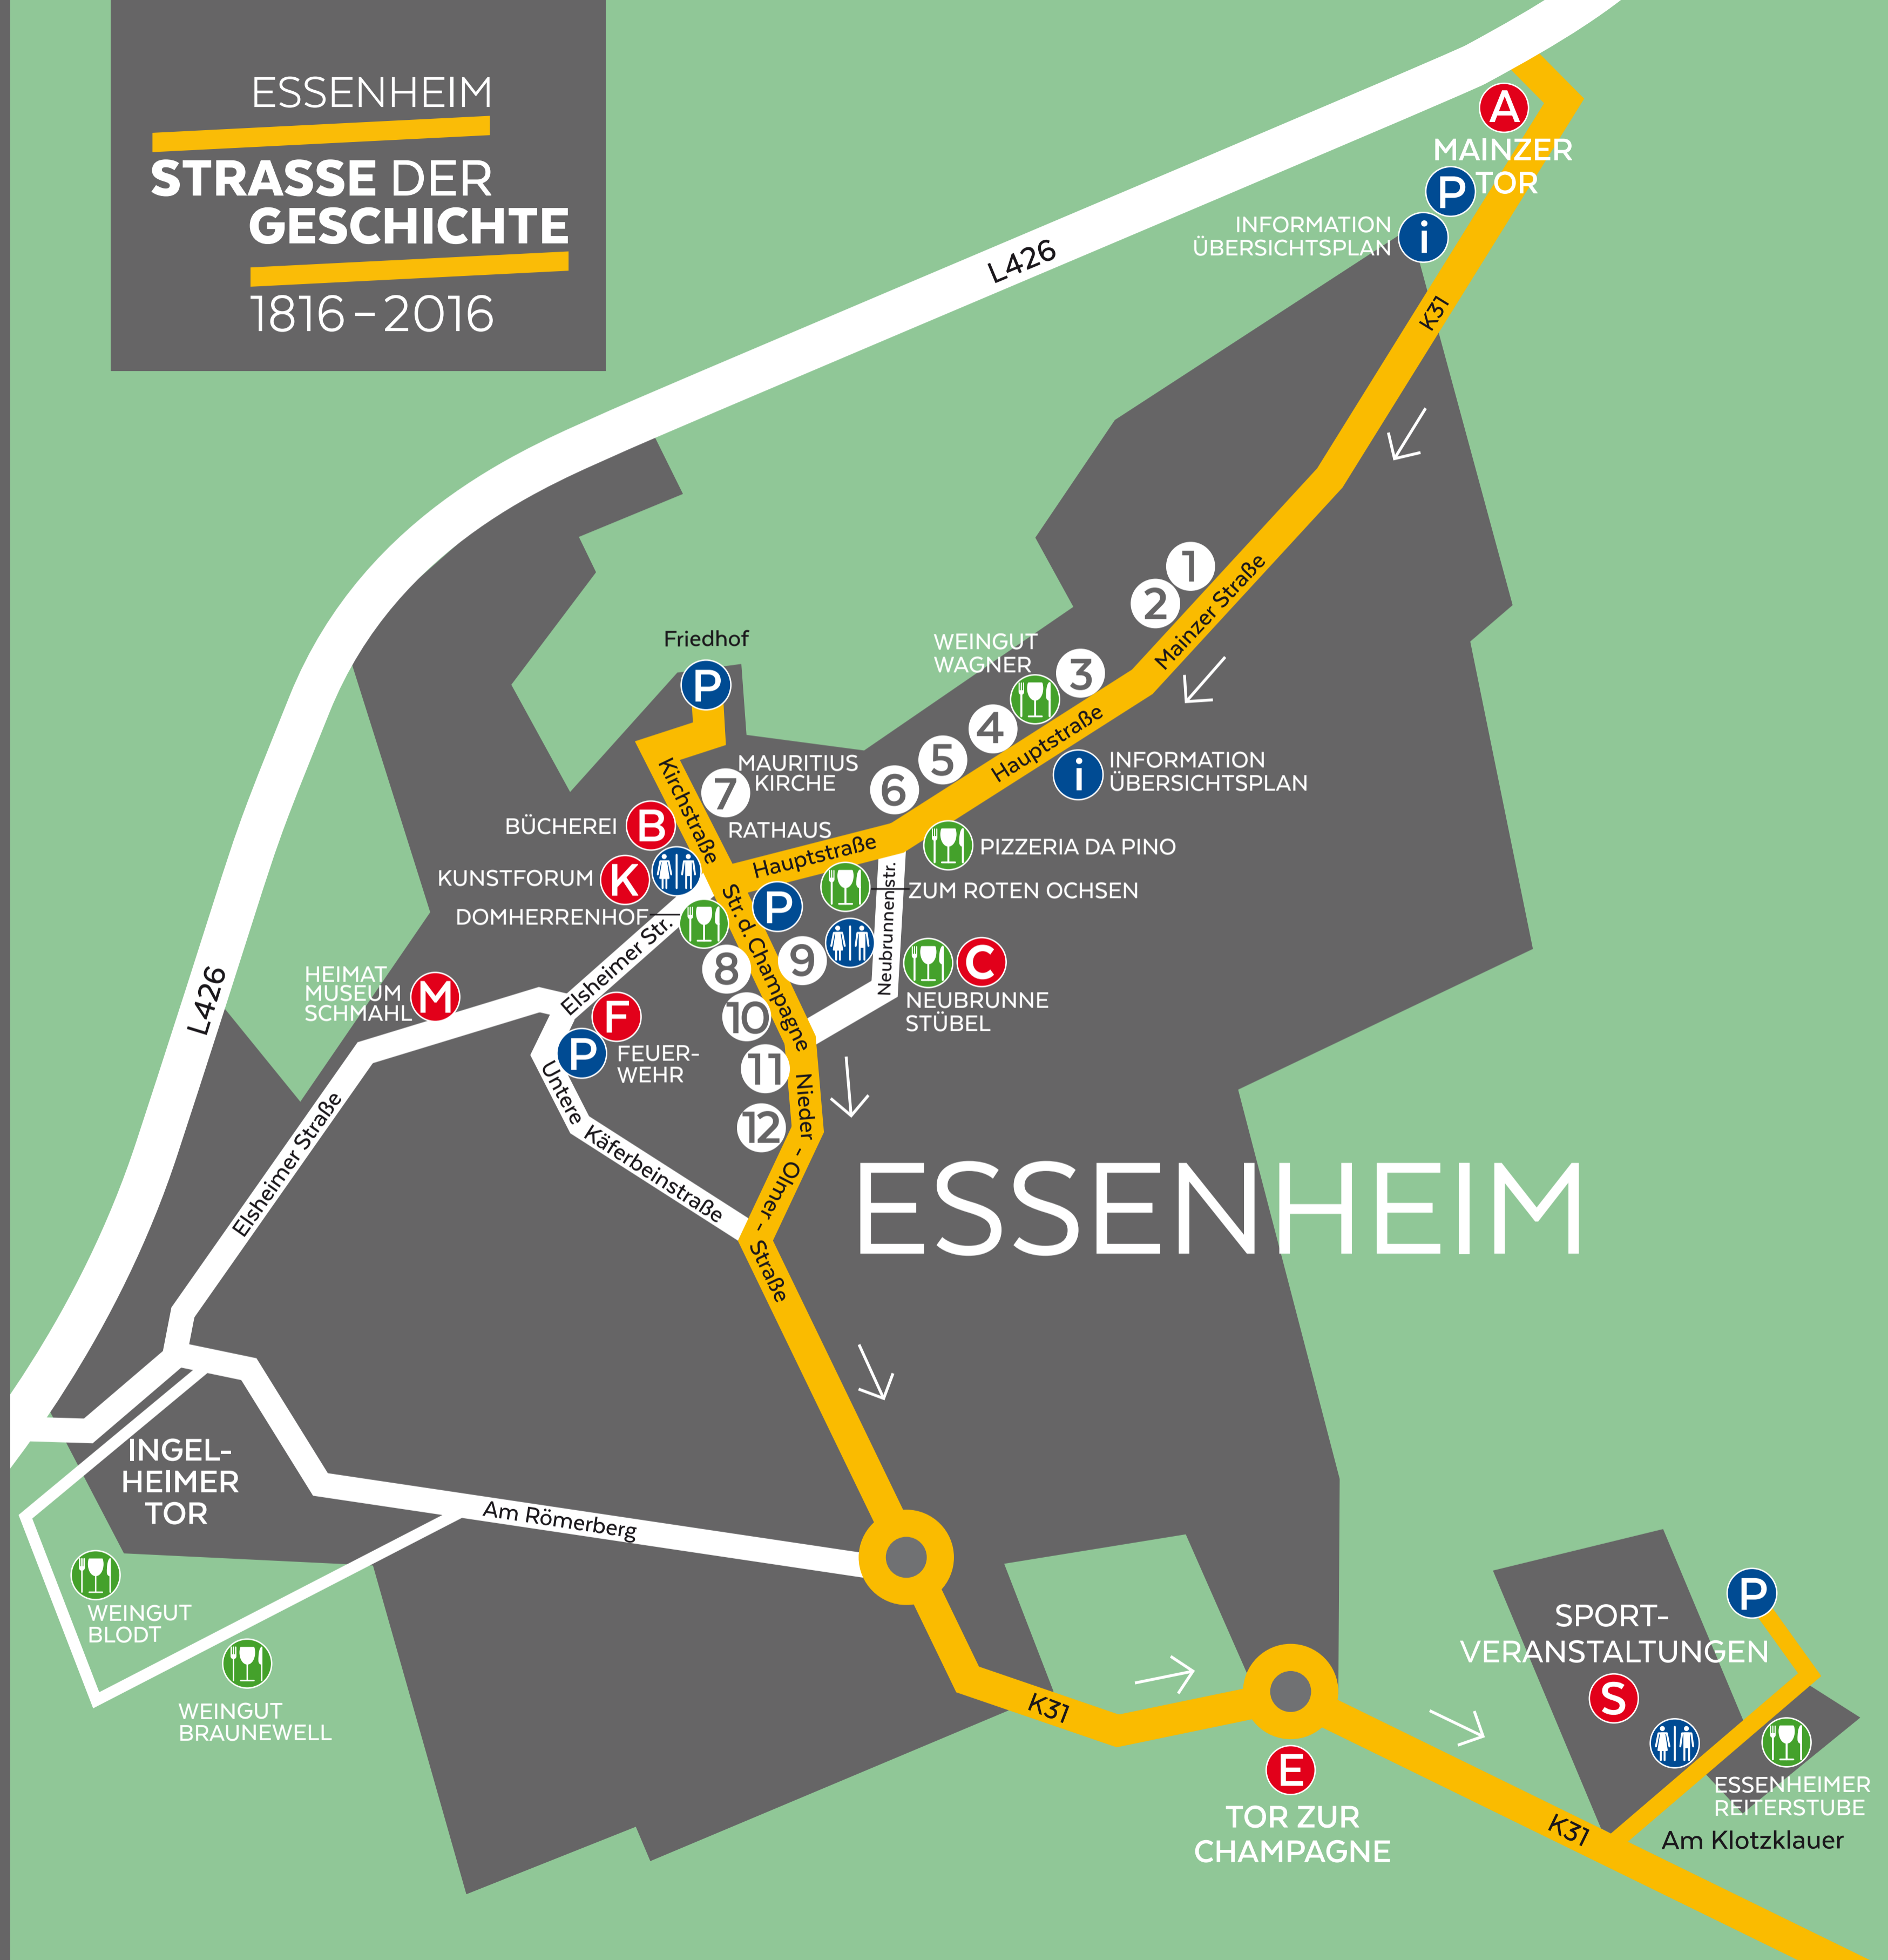 ESSENHEIM
STRASSE DER
GESCHICHTE
1816-2016
A
MAINZER
TOR
P
INFORMATION
ÜBERSICHTSPLAN
i
L426
K31
1
2
Mainzer Straße
Friedhof
P
WEINGUT
WAGNER
3
4
5
6
Hauptstraße
i
INFORMATION
ÜBERSICHTSPLAN
Kirchstraße
7
MAURITIUS
KIRCHE
BÜCHEREI
B
RATHAUS
Hauptstraße
PIZZERIA DA PINO
KUNSTFORUM
K
ZUM ROTEN OCHSEN
DOMHERRENHOF
P
Str. d. Champagne
Neubrunnenstr.
Elsheimer Str.
8
9
C
NEUBRUNNE
STÜBEL
HEIMAT
MUSEUM
SCHMAHL
M
L426
F
P
FEUER-
WEHR
10
11
12
Nieder - Olmer - Straße
Untere Käferbeinstraße
Elsheimer Straße
ESSENHEIM
INGEL-
HEIMER
TOR
Am Römerberg
WEINGUT
BLODT
WEINGUT
BRAUNEWELL
K31
E
TOR ZUR
CHAMPAGNE
P
SPORT-
VERANSTALTUNGEN
S
ESSENHEIMER
REITERSTUBE
K31
Am Klotzklauer